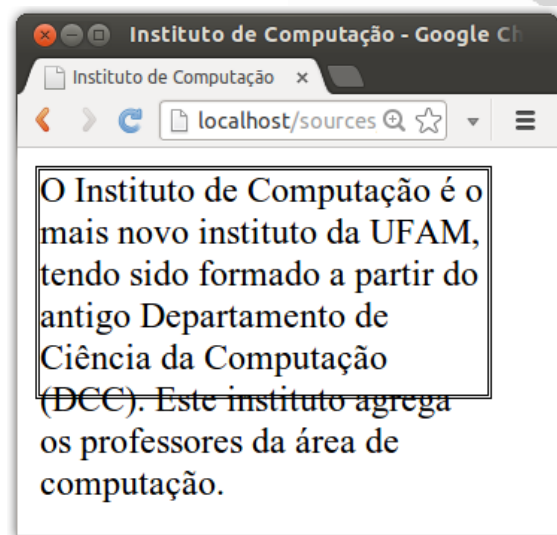 Instituto de Computação - Google Ch
Instituto de Computação ×
localhost/sources
O Instituto de Computação é o
mais novo instituto da UFAM,
tendo sido formado a partir do
antigo Departamento de
Ciência da Computação
(DCC). Este instituto agrega
os professores da área de
computação.